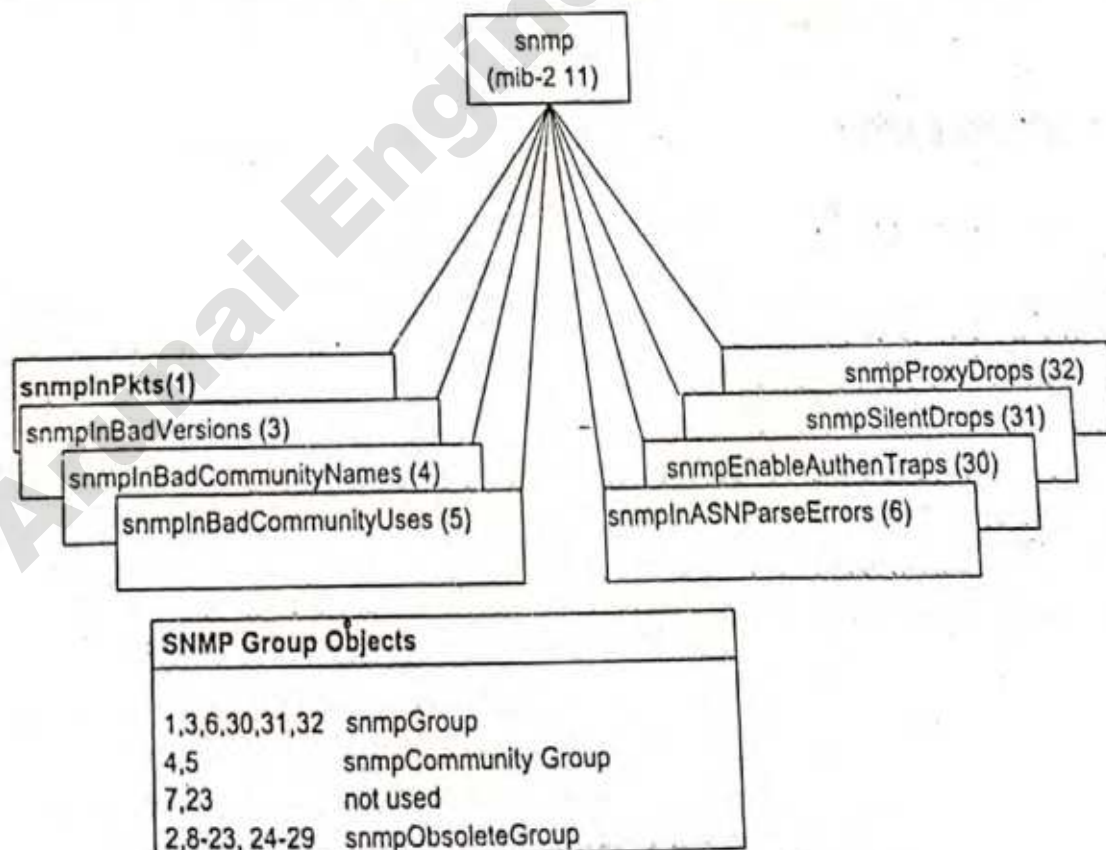 snmp
(mib-2 11)
snmpInPkts(1)
snmpInBadVersions (3)
snmpInBadCommunityNames (4)
snmpInBadCommunityUses (5)
snmpProxyDrops (32)
snmpSilentDrops (31)
snmpEnableAuthenTraps (30)
snmpInASNParseErrors (6)
SNMP Group Objects
1,3,6,30,31,32 snmpGroup
4,5 snmpCommunity Group
7,23 not used
2,8-23, 24-29 snmpObsoleteGroup
Arunai